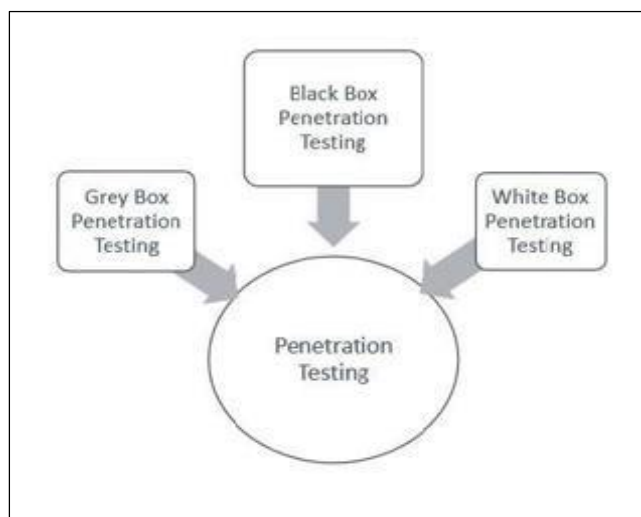 Black Box
Penetration
Testing
Grey Box
Penetration
Testing
White Box
Penetration
Testing
Penetration
Testing